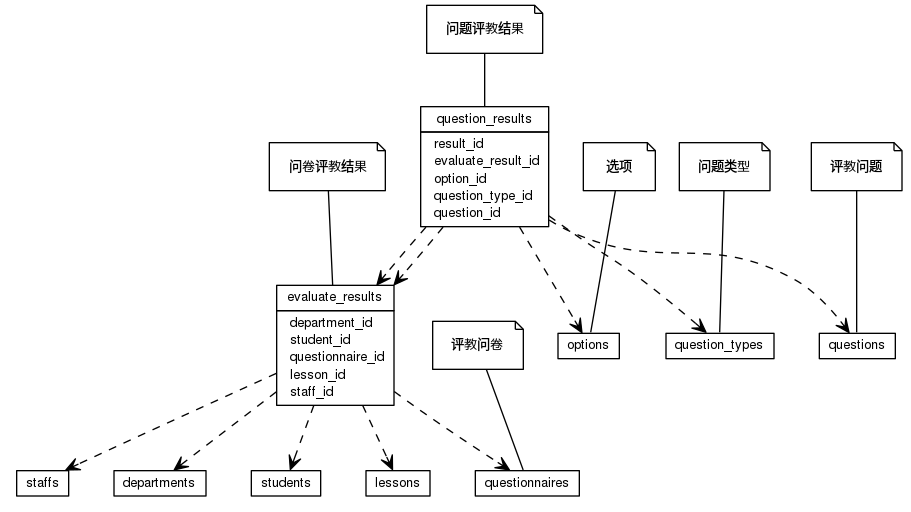 问题评教结果
question_results
result_id
evaluate_result_id
option_id
question_type_id
question_id
问卷评教结果
选项
问题类型
评教问题
evaluate_results
department_id
student_id
questionnaire_id
lesson_id
staff_id
评教问卷
options
question_types
questions
staffs
departments
students
lessons
questionnaires